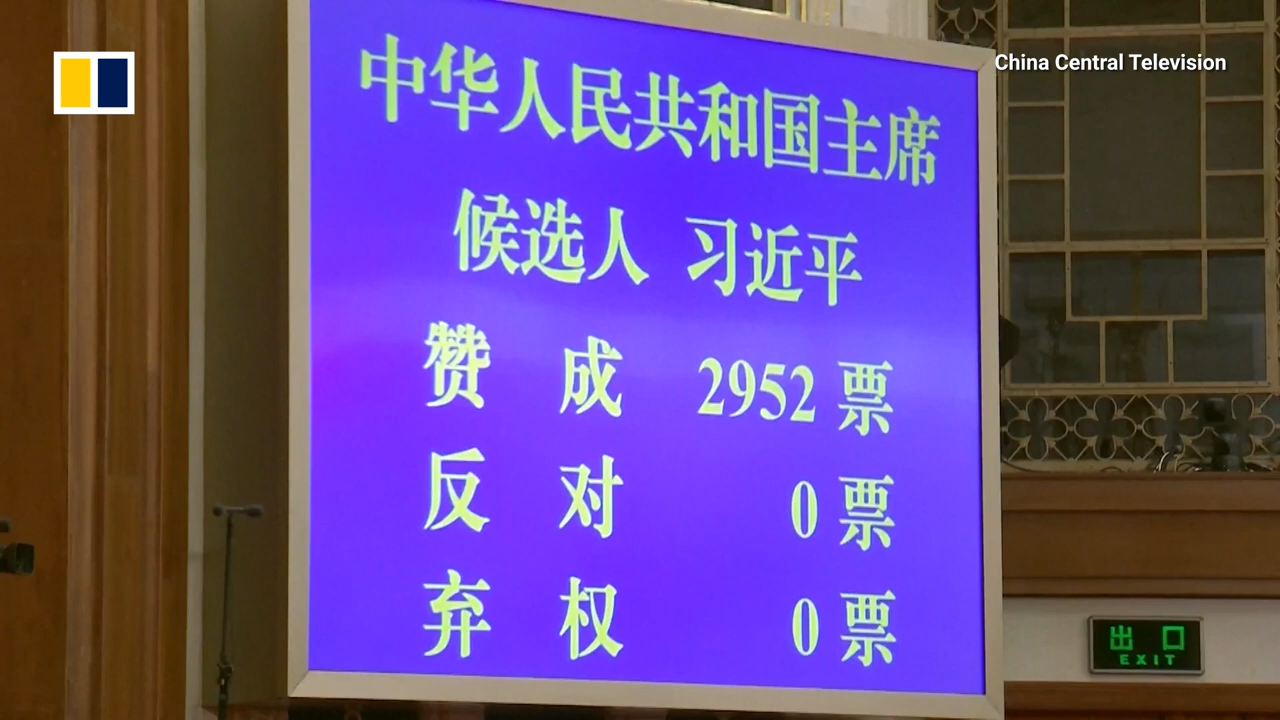 China Central Television
中华人民共和国主席
候选人 习近平
赞 成 2952 票
反 对 0 票
弃 权 0 票
出 口
EXIT